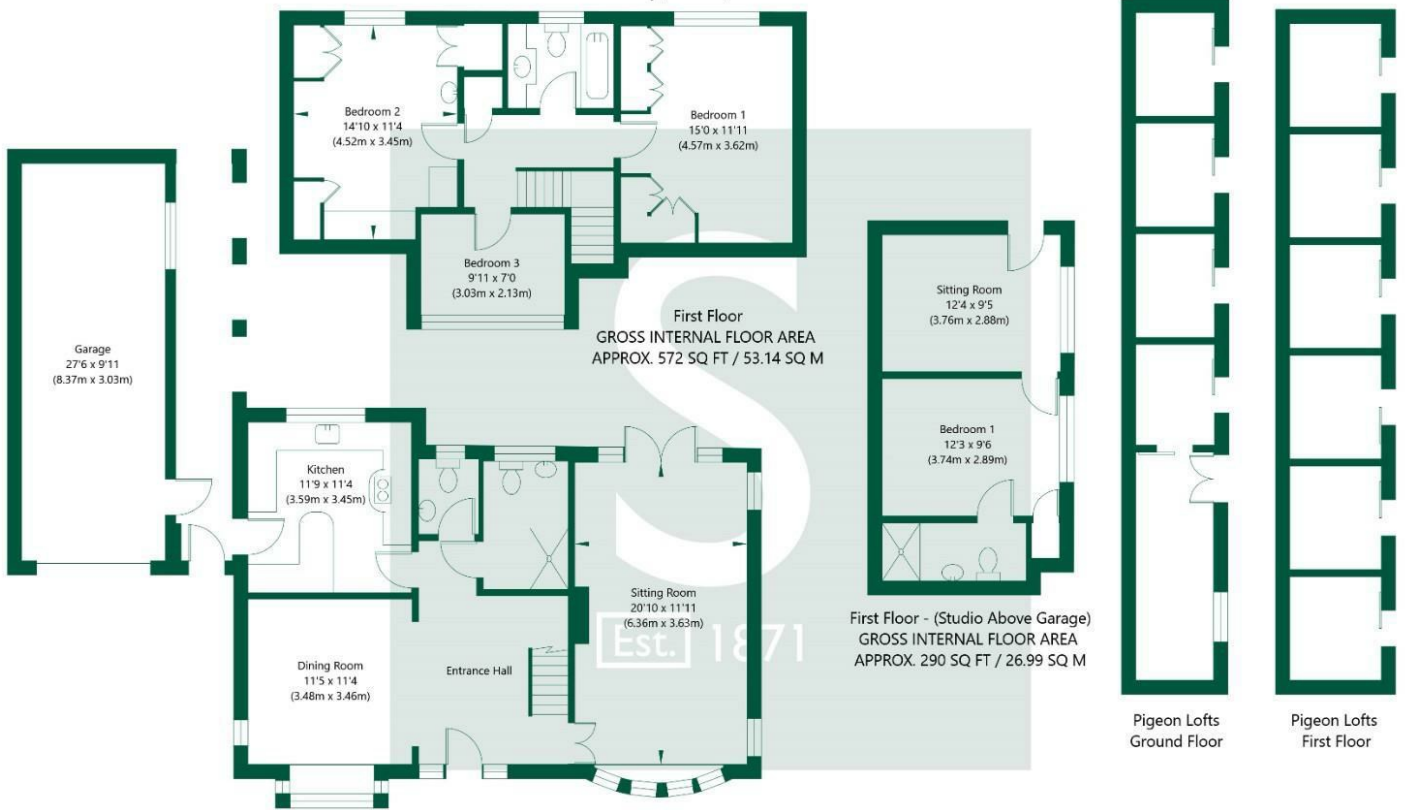 Bedroom 2
14'10 x 11'4
(4.52m x 3.45m)
Bedroom 1
15'0 x 11'11
(4.57m x 3.62m)
Bedroom 3
9'11 x 7'0
(3.03m x 2.13m)
First Floor
GROSS INTERNAL FLOOR AREA
APPROX. 572 SQ FT / 53.14 SQ M
Garage
27'6 x 9'11
(8.37m x 3.03m)
Kitchen
11'9 x 11'4
(3.59m x 3.45m)
Dining Room
11'5 x 11'4
(3.48m x 3.46m)
Entrance Hall
Sitting Room
20'10 x 11'11
(6.36m x 3.63m)
S
Est. 1871
Sitting Room
12'4 x 9'5
(3.76m x 2.88m)
Bedroom 1
12'3 x 9'6
(3.74m x 2.89m)
First Floor - (Studio Above Garage)
GROSS INTERNAL FLOOR AREA
APPROX. 290 SQ FT / 26.99 SQ M
Pigeon Lofts
Ground Floor
Pigeon Lofts
First Floor